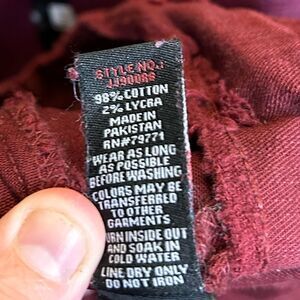 STYLE NO.:
98% COTTON
2% LYCRA
MADE IN
PAKISTAN
RN#79771
WEAR AS LONG
AS POSSIBLE
BEFORE WASHING
COLORS MAY BE
TRANSFERRED
TO OTHER
GARMENTS
TURN INSIDE OUT
AND SOAK IN
COLD WATER
LINE DRY ONLY
DO NOT IRON